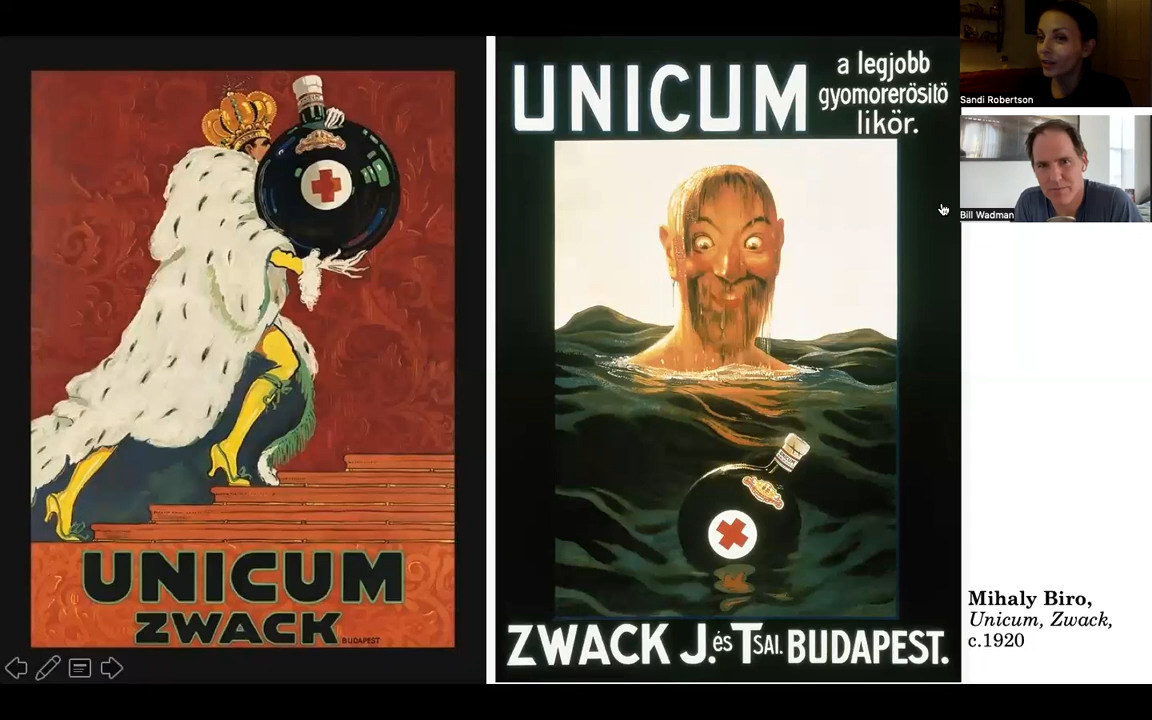 UNICUM
ZWACK
BUDAPEST
UNICUM
a legjobb
gyomorerősitö
likör.
ZWACK J. és TSAI. BUDAPEST.
Sandi Robertson
Bill Wadman
Mihaly Biro,
Unicum, Zwack,
c.1920